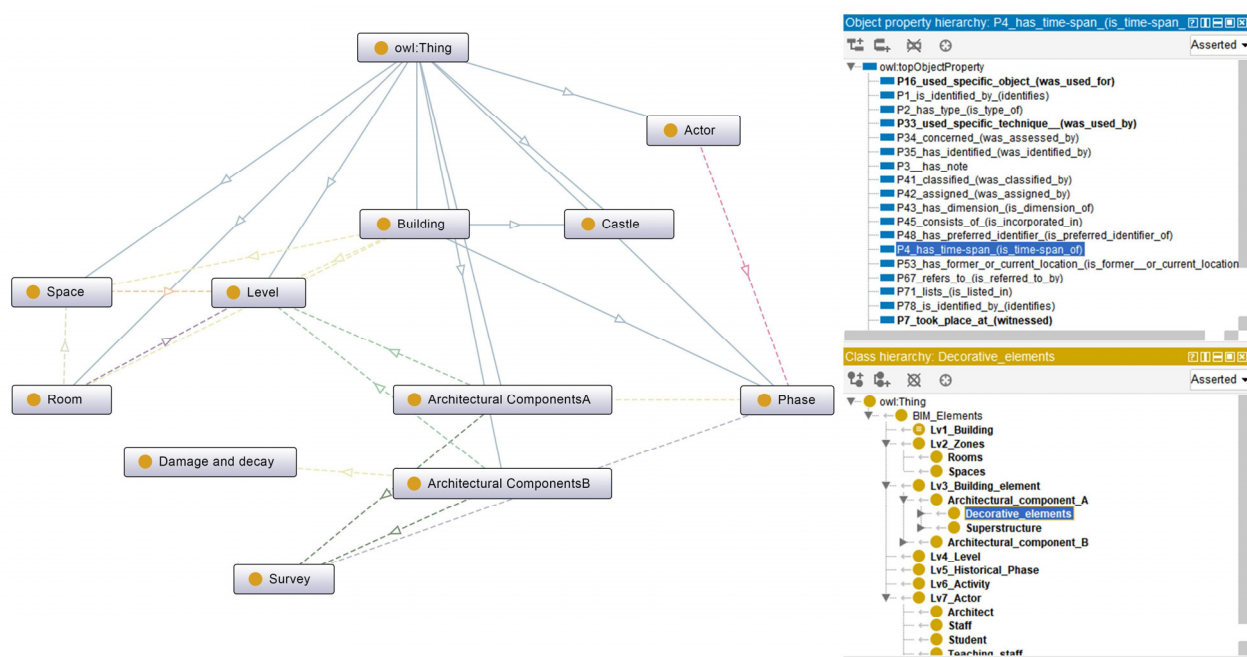 owl:Thing
Actor
Building
Castle
Space
Level
Room
Architectural ComponentsA
Phase
Damage and decay
Architectural ComponentsB
Survey
Object property hierarchy: P4_has_time-span_(is_time-span_
Asserted
owl:topObjectProperty
P16_used_specific_object_(was_used_for)
P1_is_identified_by_(identifies)
P2_has_type_(is_type_of)
P33_used_specific_technique__(was_used_by)
P34_concerned_(was_assessed_by)
P35_has_identified_(was_identified_by)
P3__has_note
P41_classified_(was_classified_by)
P42_assigned_(was_assigned_by)
P43_has_dimension_(is_dimension_of)
P45_consists_of_(is_incorporated_in)
P48_has_preferred_identifier_(is_preferred_identifier_of)
P4_has_time-span_(is_time-span_of)
P53_has_former_or_current_location_(is_former__or_current_location
P67_refers_to_(is_referred_to_by)
P71_lists_(is_listed_in)
P78_is_identified_by_(identifies)
P7_took_place_at_(witnessed)
Class hierarchy: Decorative_elements
Asserted
owl:Thing
BIM_Elements
Lv1_Building
Lv2_Zones
Rooms
Spaces
Lv3_Building_element
Architectural_component_A
Decorative_elements
Superstructure
Architectural_component_B
Lv4_Level
Lv5_Historical_Phase
Lv6_Activity
Lv7_Actor
Architect
Staff
Student
Teaching_staff